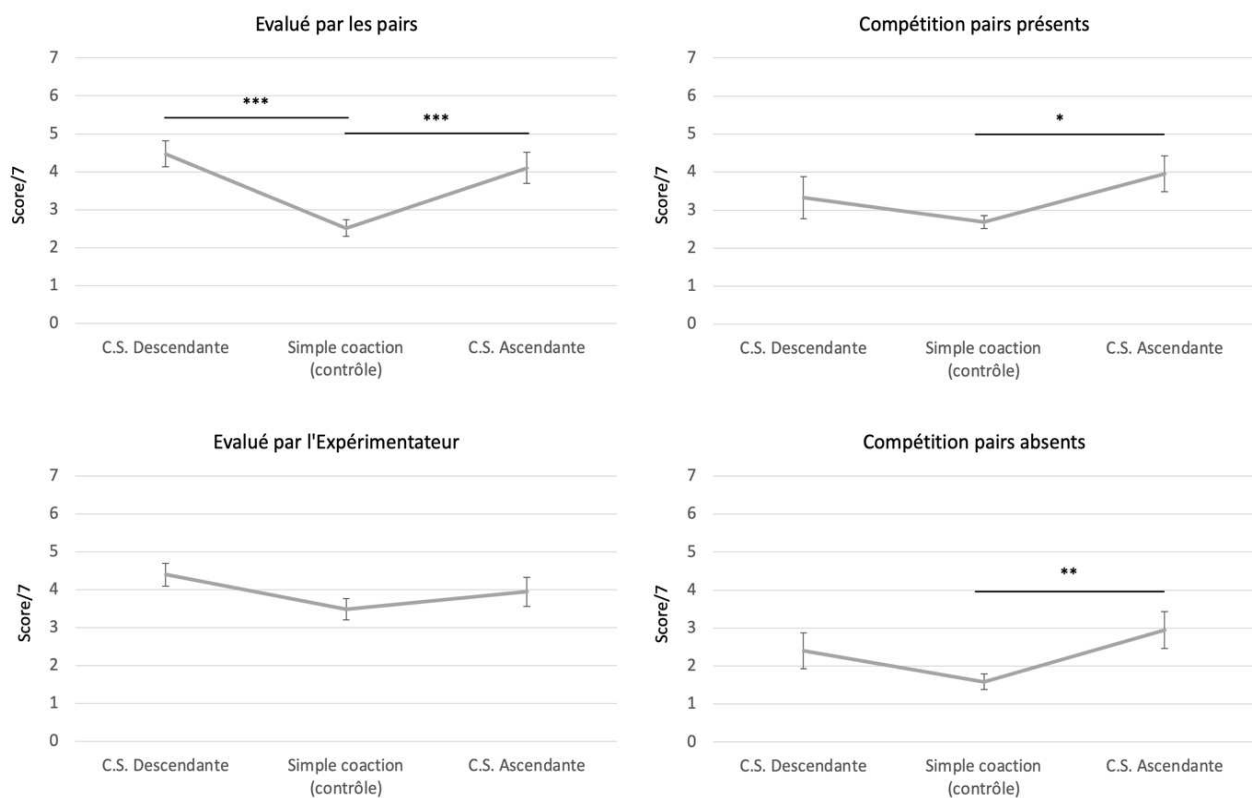 Evalué par les pairs
7
6
5
4
3
2
1
0
Score/7
***
***
C.S. Descendante
Simple coaction
(contrôle)
C.S. Ascendante
Compétition pairs présents
7
6
5
4
3
2
1
0
Score/7
*
C.S. Descendante
Simple coaction
(contrôle)
C.S. Ascendante
Evalué par l'Expérimentateur
7
6
5
4
3
2
1
0
Score/7
C.S. Descendante
Simple coaction
(contrôle)
C.S. Ascendante
Compétition pairs absents
7
6
5
4
3
2
1
0
Score/7
**
C.S. Descendante
Simple coaction
(contrôle)
C.S. Ascendante